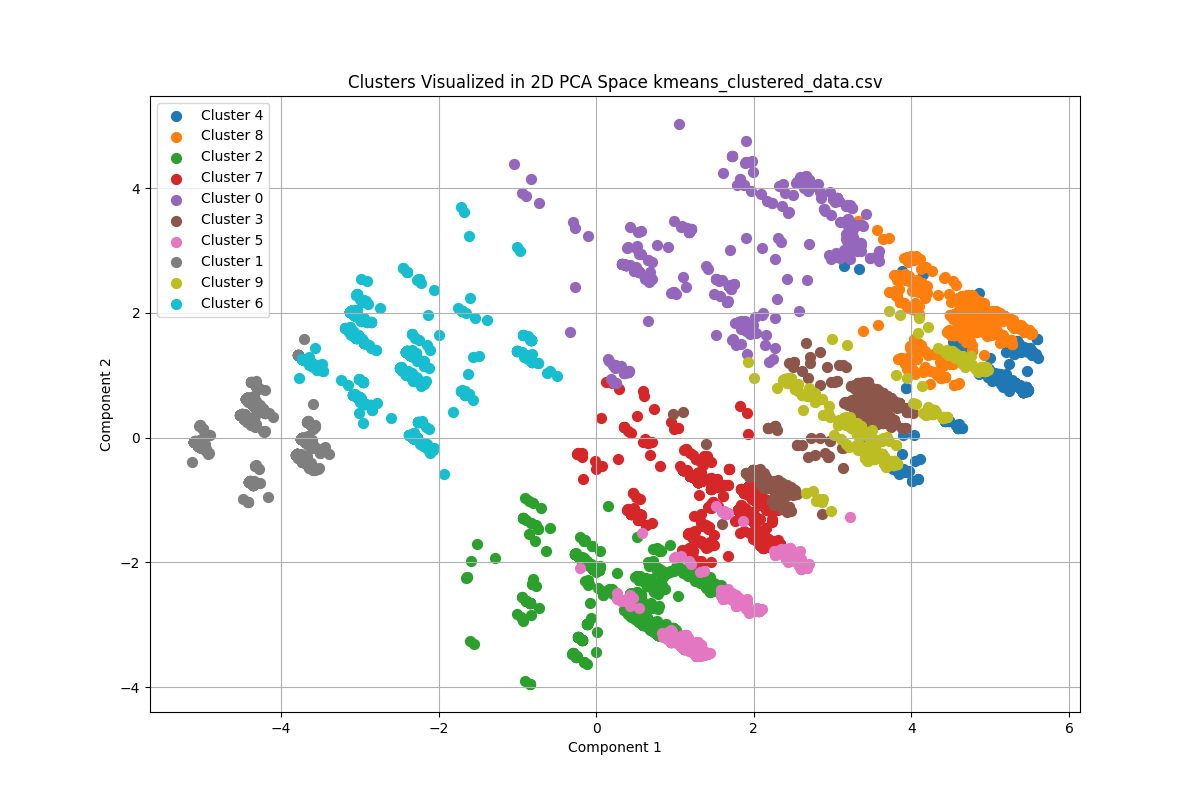 Clusters Visualized in 2D PCA Space kmeans_clustered_data.csv
Cluster 4
Cluster 8
Cluster 2
Cluster 7
Cluster 0
Cluster 3
Cluster 5
Cluster 1
Cluster 9
Cluster 6
4
2
0
−2
−4
Component 2
−4 −2 0 2 4 6
Component 1